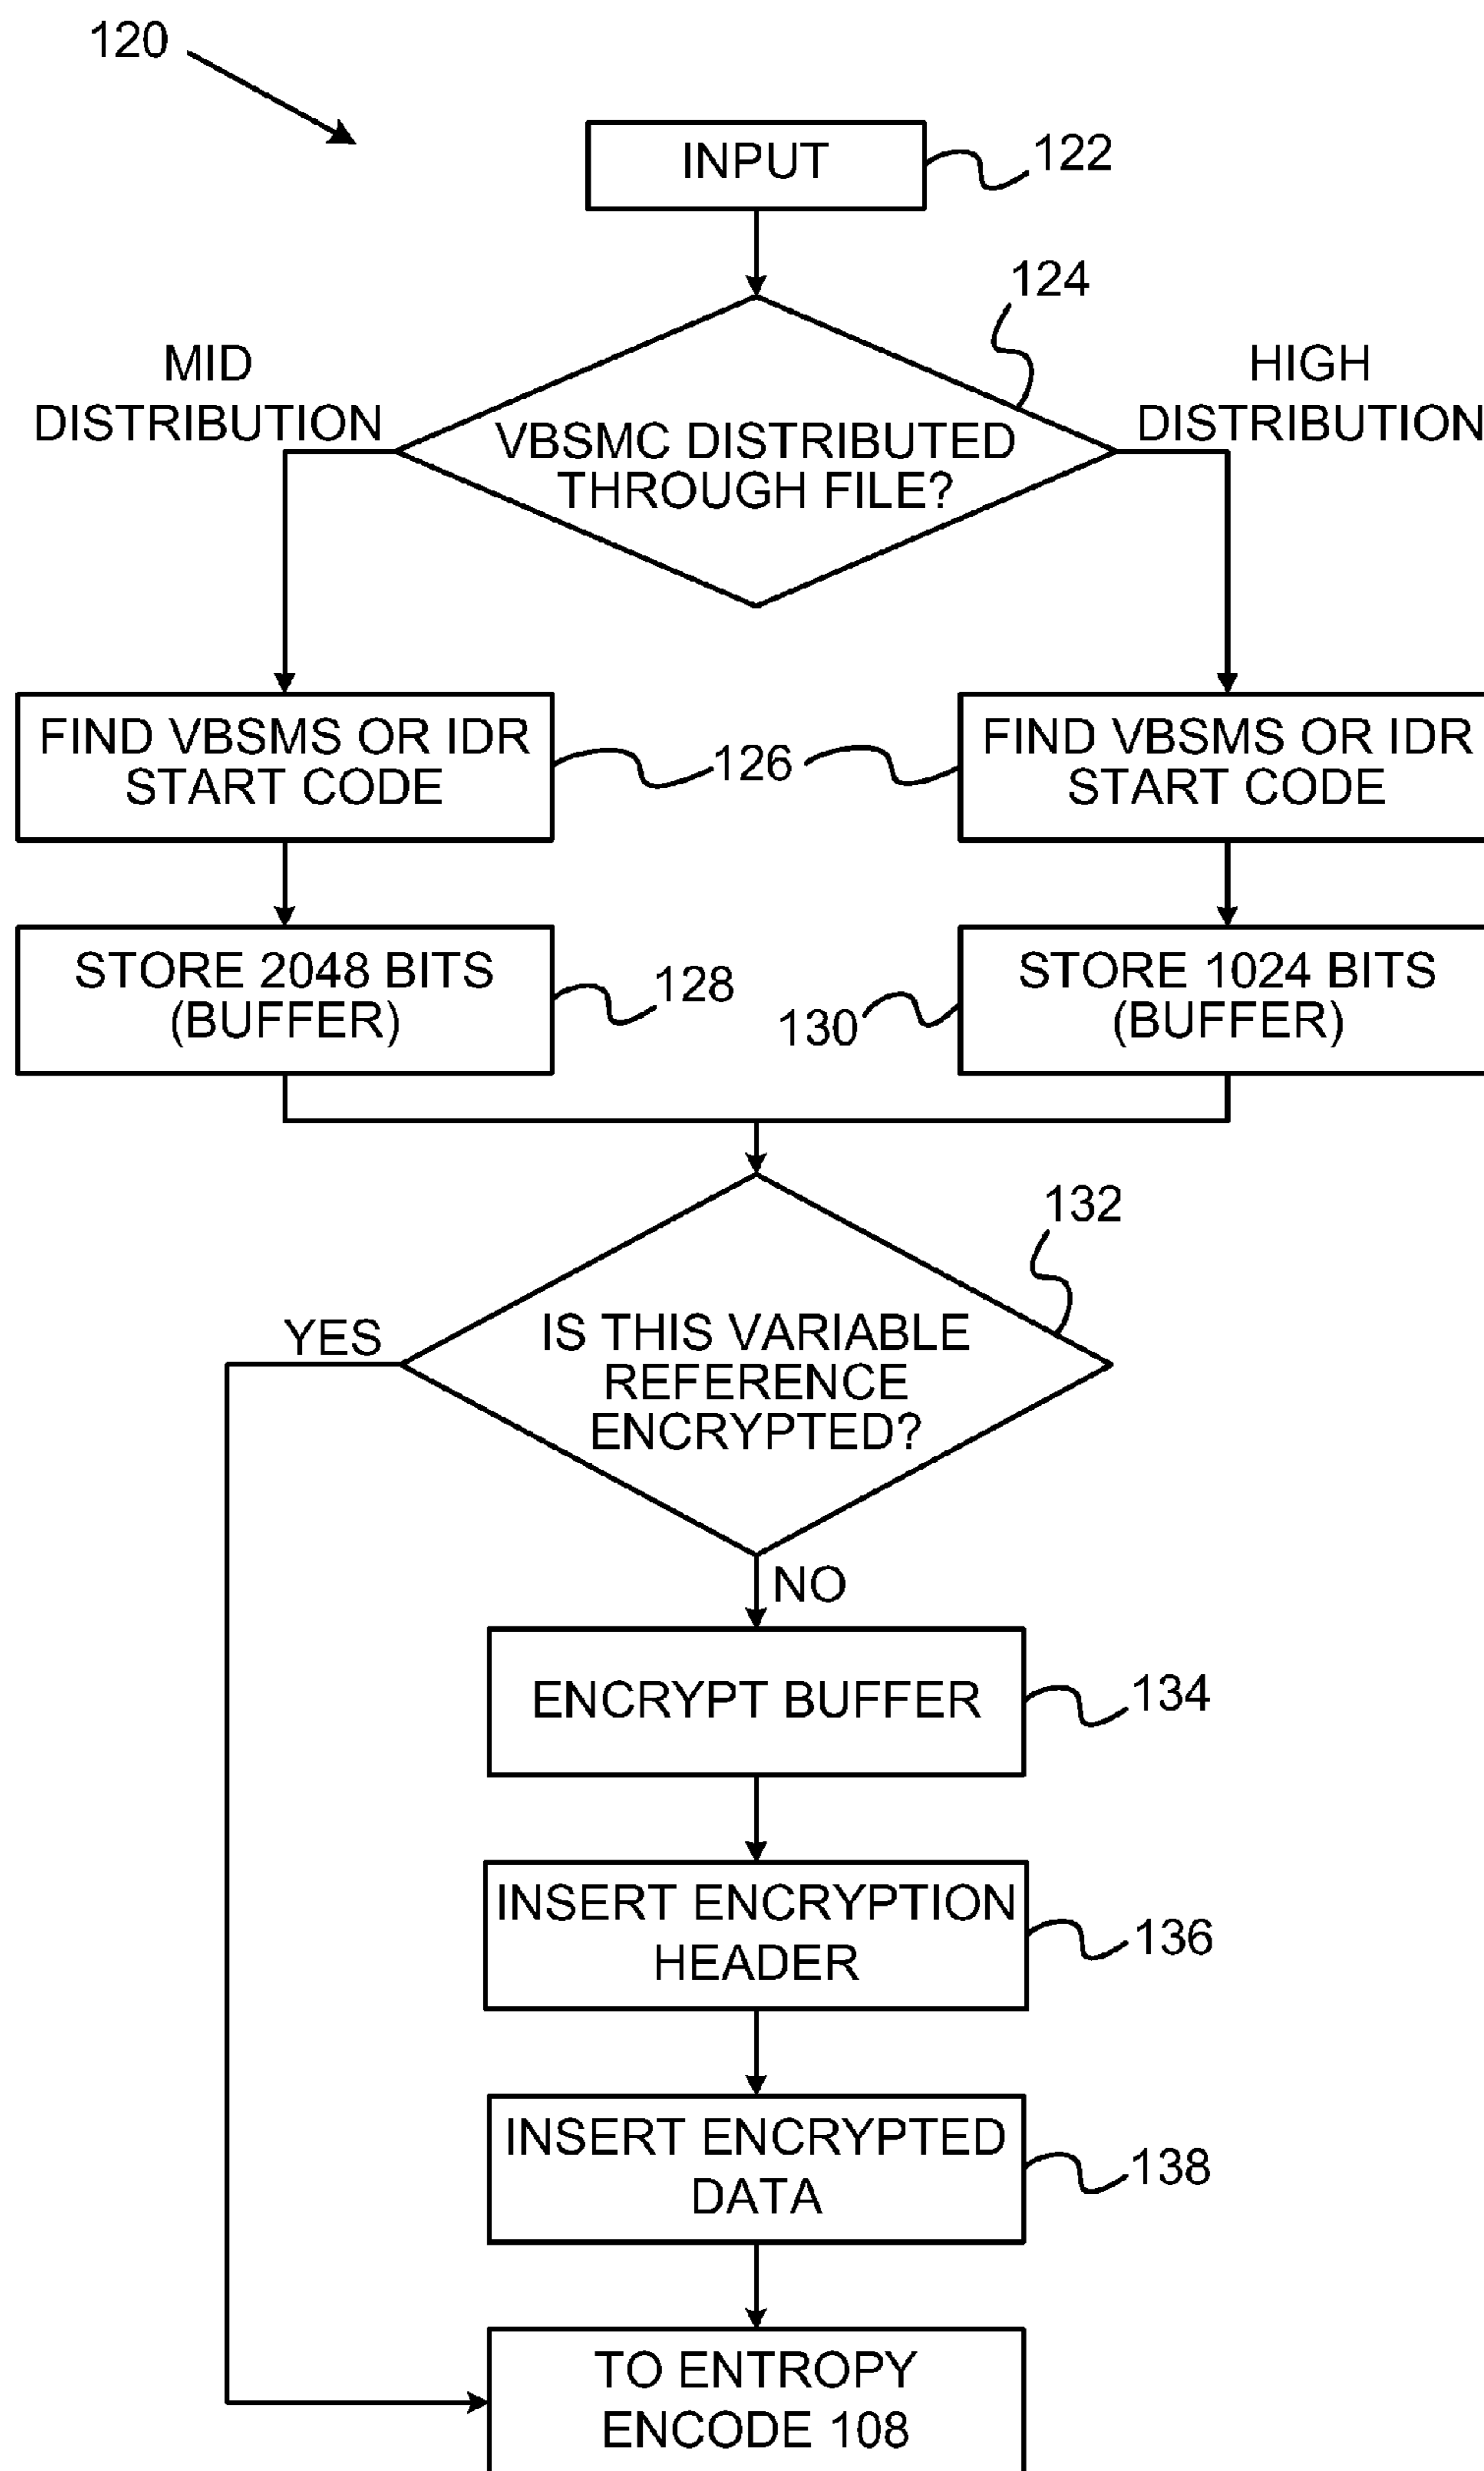 120
INPUT
122
124
MID
DISTRIBUTION
HIGH
DISTRIBUTION
VBSMC DISTRIBUTED
THROUGH FILE?
FIND VBSMS OR IDR
START CODE
126
FIND VBSMS OR IDR
START CODE
STORE 2048 BITS
(BUFFER)
128
130
STORE 1024 BITS
(BUFFER)
132
YES
IS THIS VARIABLE
REFERENCE
ENCRYPTED?
NO
ENCRYPT BUFFER
134
INSERT ENCRYPTION
HEADER
136
INSERT ENCRYPTED
DATA
138
TO ENTROPY
ENCODE 108